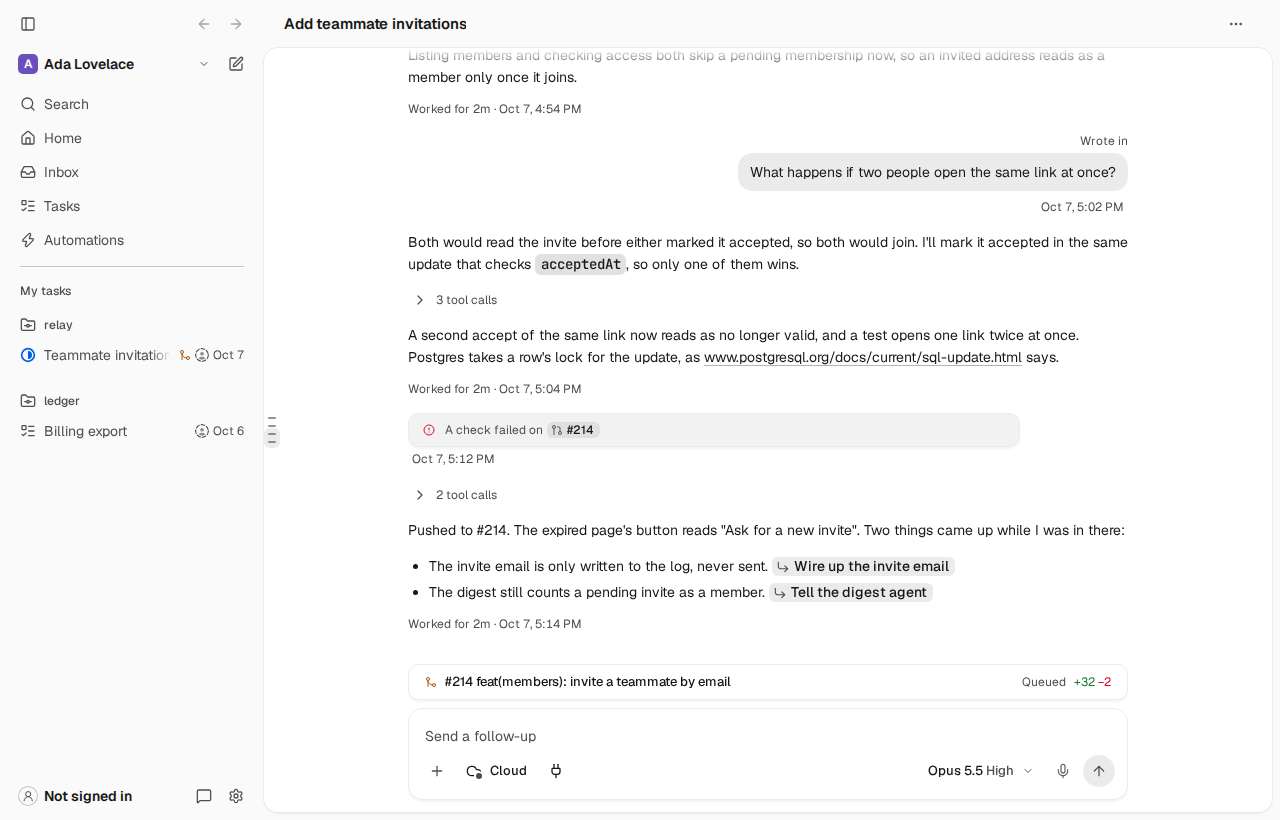 Add teammate invitations
A
Ada Lovelace
Search
Home
Inbox
Tasks
Automations
My tasks
relay
Teammate invitation Oct 7
ledger
Billing export Oct 6
Not signed in
Listing members and checking access both skip a pending membership now, so an invited address reads as a
member only once it joins.
Worked for 2m · Oct 7, 4:54 PM
Wrote in
What happens if two people open the same link at once?
Oct 7, 5:02 PM
Both would read the invite before either marked it accepted, so both would join. I'll mark it accepted in the same
update that checks acceptedAt, so only one of them wins.
3 tool calls
A second accept of the same link now reads as no longer valid, and a test opens one link twice at once.
Postgres takes a row's lock for the update, as www.postgresql.org/docs/current/sql-update.html says.
Worked for 2m · Oct 7, 5:04 PM
A check failed on #214
Oct 7, 5:12 PM
2 tool calls
Pushed to #214. The expired page's button reads "Ask for a new invite". Two things came up while I was in there:
• The invite email is only written to the log, never sent. Wire up the invite email
• The digest still counts a pending invite as a member. Tell the digest agent
Worked for 2m · Oct 7, 5:14 PM
#214 feat(members): invite a teammate by email Queued +32 −2
Send a follow-up
Cloud
Opus 5.5 High